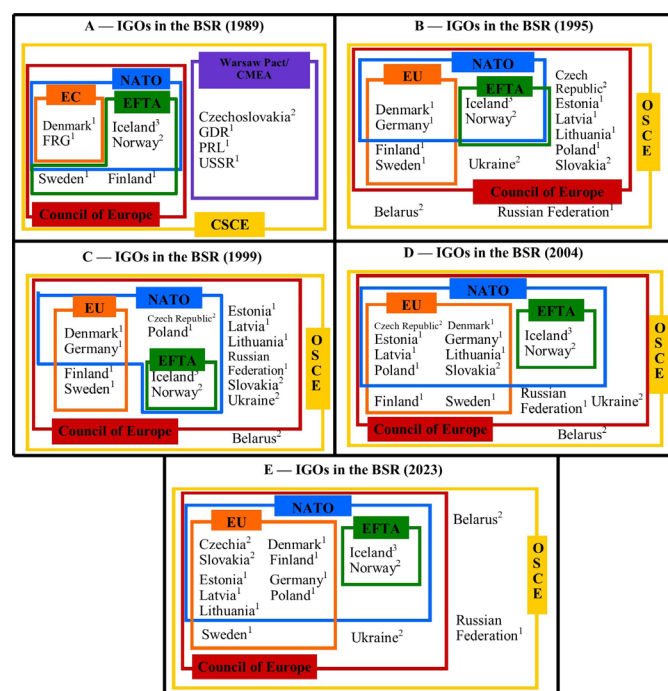 A — IGOs in the BSR (1989)
NATO
Warsaw Pact/
CMEA
EC
EFTA
Denmark¹
FRG¹
Iceland³
Norway²
Czechoslovakia²
GDR¹
PRL¹
USSR¹
Sweden¹
Finland¹
Council of Europe
CSCE
B — IGOs in the BSR (1995)
NATO
EU
EFTA
Denmark¹
Germany¹
Iceland³
Norway²
Czech
Republic²
Estonia¹
Latvia¹
Lithuania¹
Poland¹
Slovakia²
Finland¹
Sweden¹
Ukraine²
OSCE
Council of Europe
Belarus²
Russian Federation¹
C — IGOs in the BSR (1999)
NATO
EU
Czech Republic²
Poland¹
Denmark¹
Germany¹
EFTA
Iceland³
Norway²
Finland¹
Sweden¹
Estonia¹
Latvia¹
Lithuania¹
Russian
Federation¹
Slovakia²
Ukraine²
OSCE
Council of Europe
Belarus²
D — IGOs in the BSR (2004)
NATO
EU
EFTA
Czech Republic²
Estonia¹
Latvia¹
Poland¹
Denmark¹
Germany¹
Lithuania¹
Slovakia²
Iceland³
Norway²
Finland¹
Sweden¹
Russian
Federation¹
Ukraine²
OSCE
Council of Europe
Belarus²
E — IGOs in the BSR (2023)
NATO
EU
EFTA
Czechia²
Slovakia²
Estonia¹
Latvia¹
Lithuania¹
Denmark¹
Finland¹
Germany¹
Poland¹
Iceland³
Norway²
Belarus²
OSCE
Sweden¹
Ukraine²
Russian
Federation¹
Council of Europe